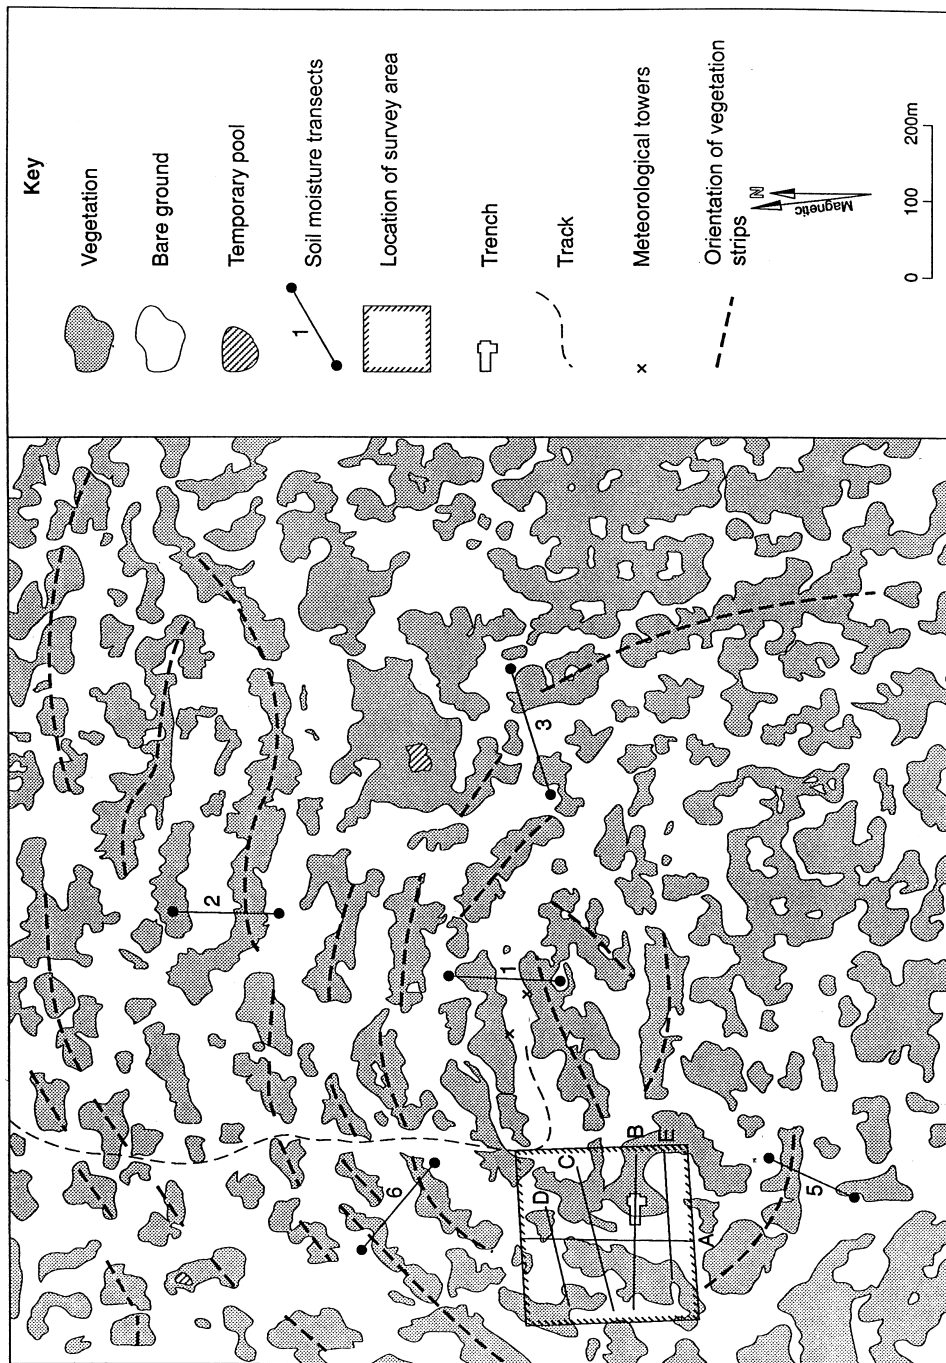 Key
Vegetation
Bare ground
Temporary pool
1
Soil moisture transects
Location of survey area
Trench
Track
x
Meteorological towers
Orientation of vegetation
strips
N
Magnetic
0
100
200m
2
3
1
x
x
6
5
A
B
C
D
E